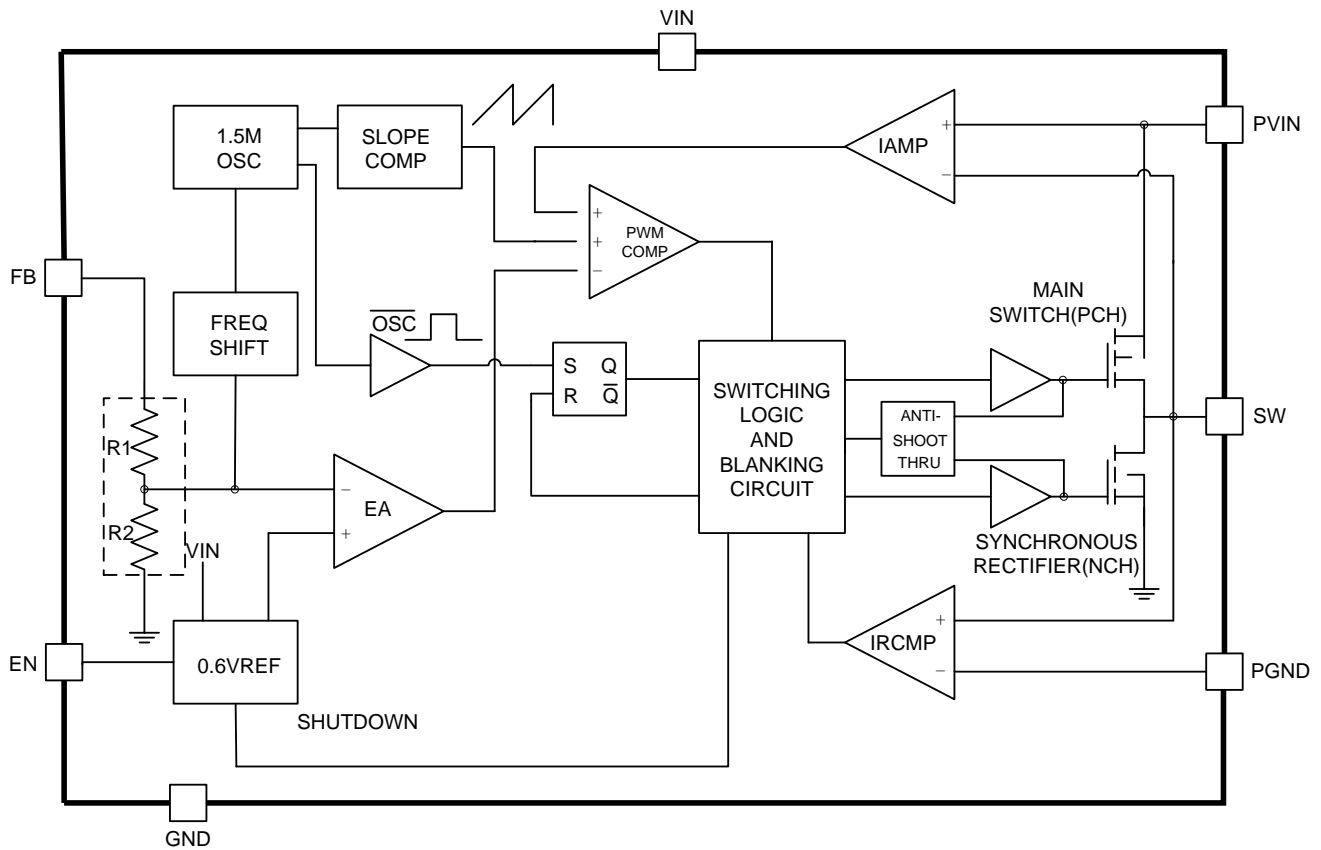 VIN
1.5M
OSC
SLOPE
COMP
IAMP
+
−
PVIN
+
+
−
PWM
COMP
FB
FREQ
SHIFT
OSC
MAIN
SWITCH(PCH)
S Q
R Q
SWITCHING
LOGIC
AND
BLANKING
CIRCUIT
ANTI-
SHOOT
THRU
SW
R1
R2
−
+
EA
VIN
SYNCHRONOUS
RECTIFIER(NCH)
+
−
IRCMP
EN
0.6VREF
PGND
SHUTDOWN
GND